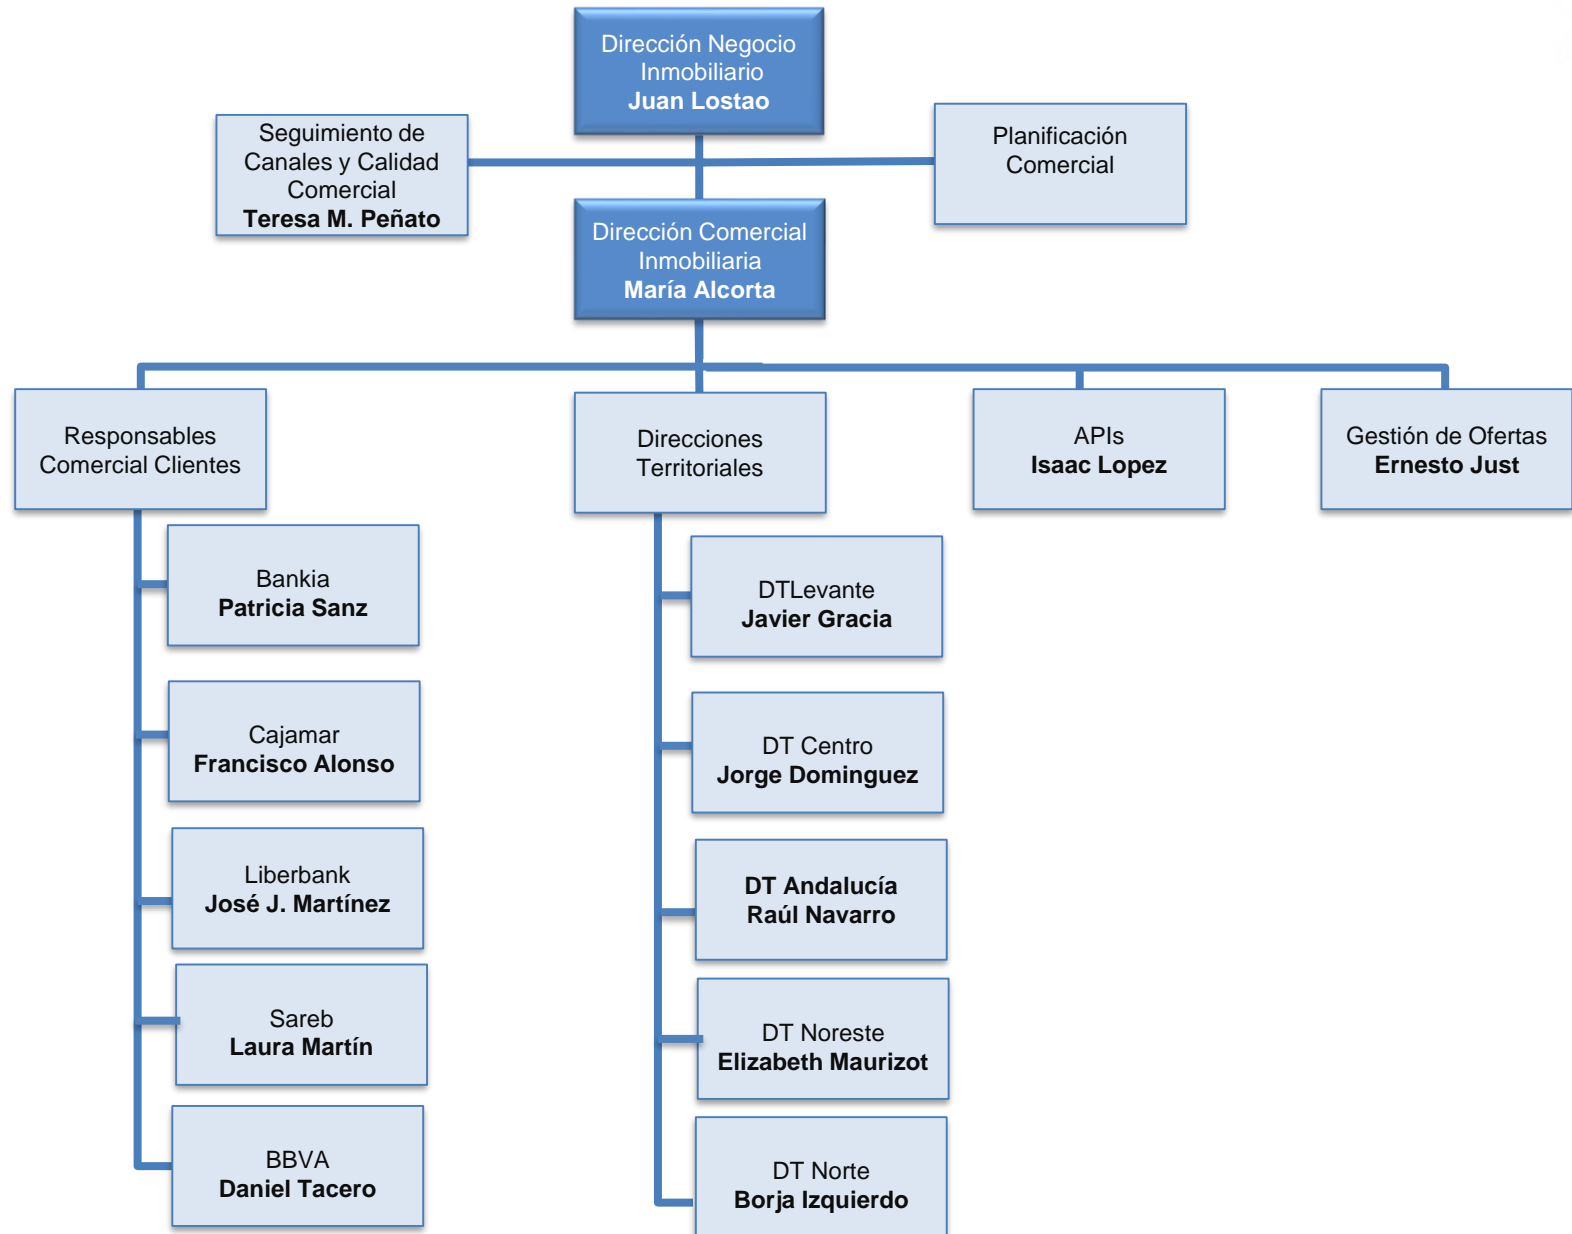 Dirección Negocio
Inmobiliario
Juan Lostao
Seguimiento de
Canales y Calidad
Comercial
Teresa M. Peñato
Planificación
Comercial
Dirección Comercial
Inmobiliaria
María Alcorta
Responsables
Comercial Clientes
Direcciones
Territoriales
APIs
Isaac Lopez
Gestión de Ofertas
Ernesto Just
Bankia
Patricia Sanz
Cajamar
Francisco Alonso
Liberbank
José J. Martínez
Sareb
Laura Martín
BBVA
Daniel Tacero
DTLevante
Javier Gracia
DT Centro
Jorge Dominguez
DT Andalucía
Raúl Navarro
DT Noreste
Elizabeth Maurizot
DT Norte
Borja Izquierdo